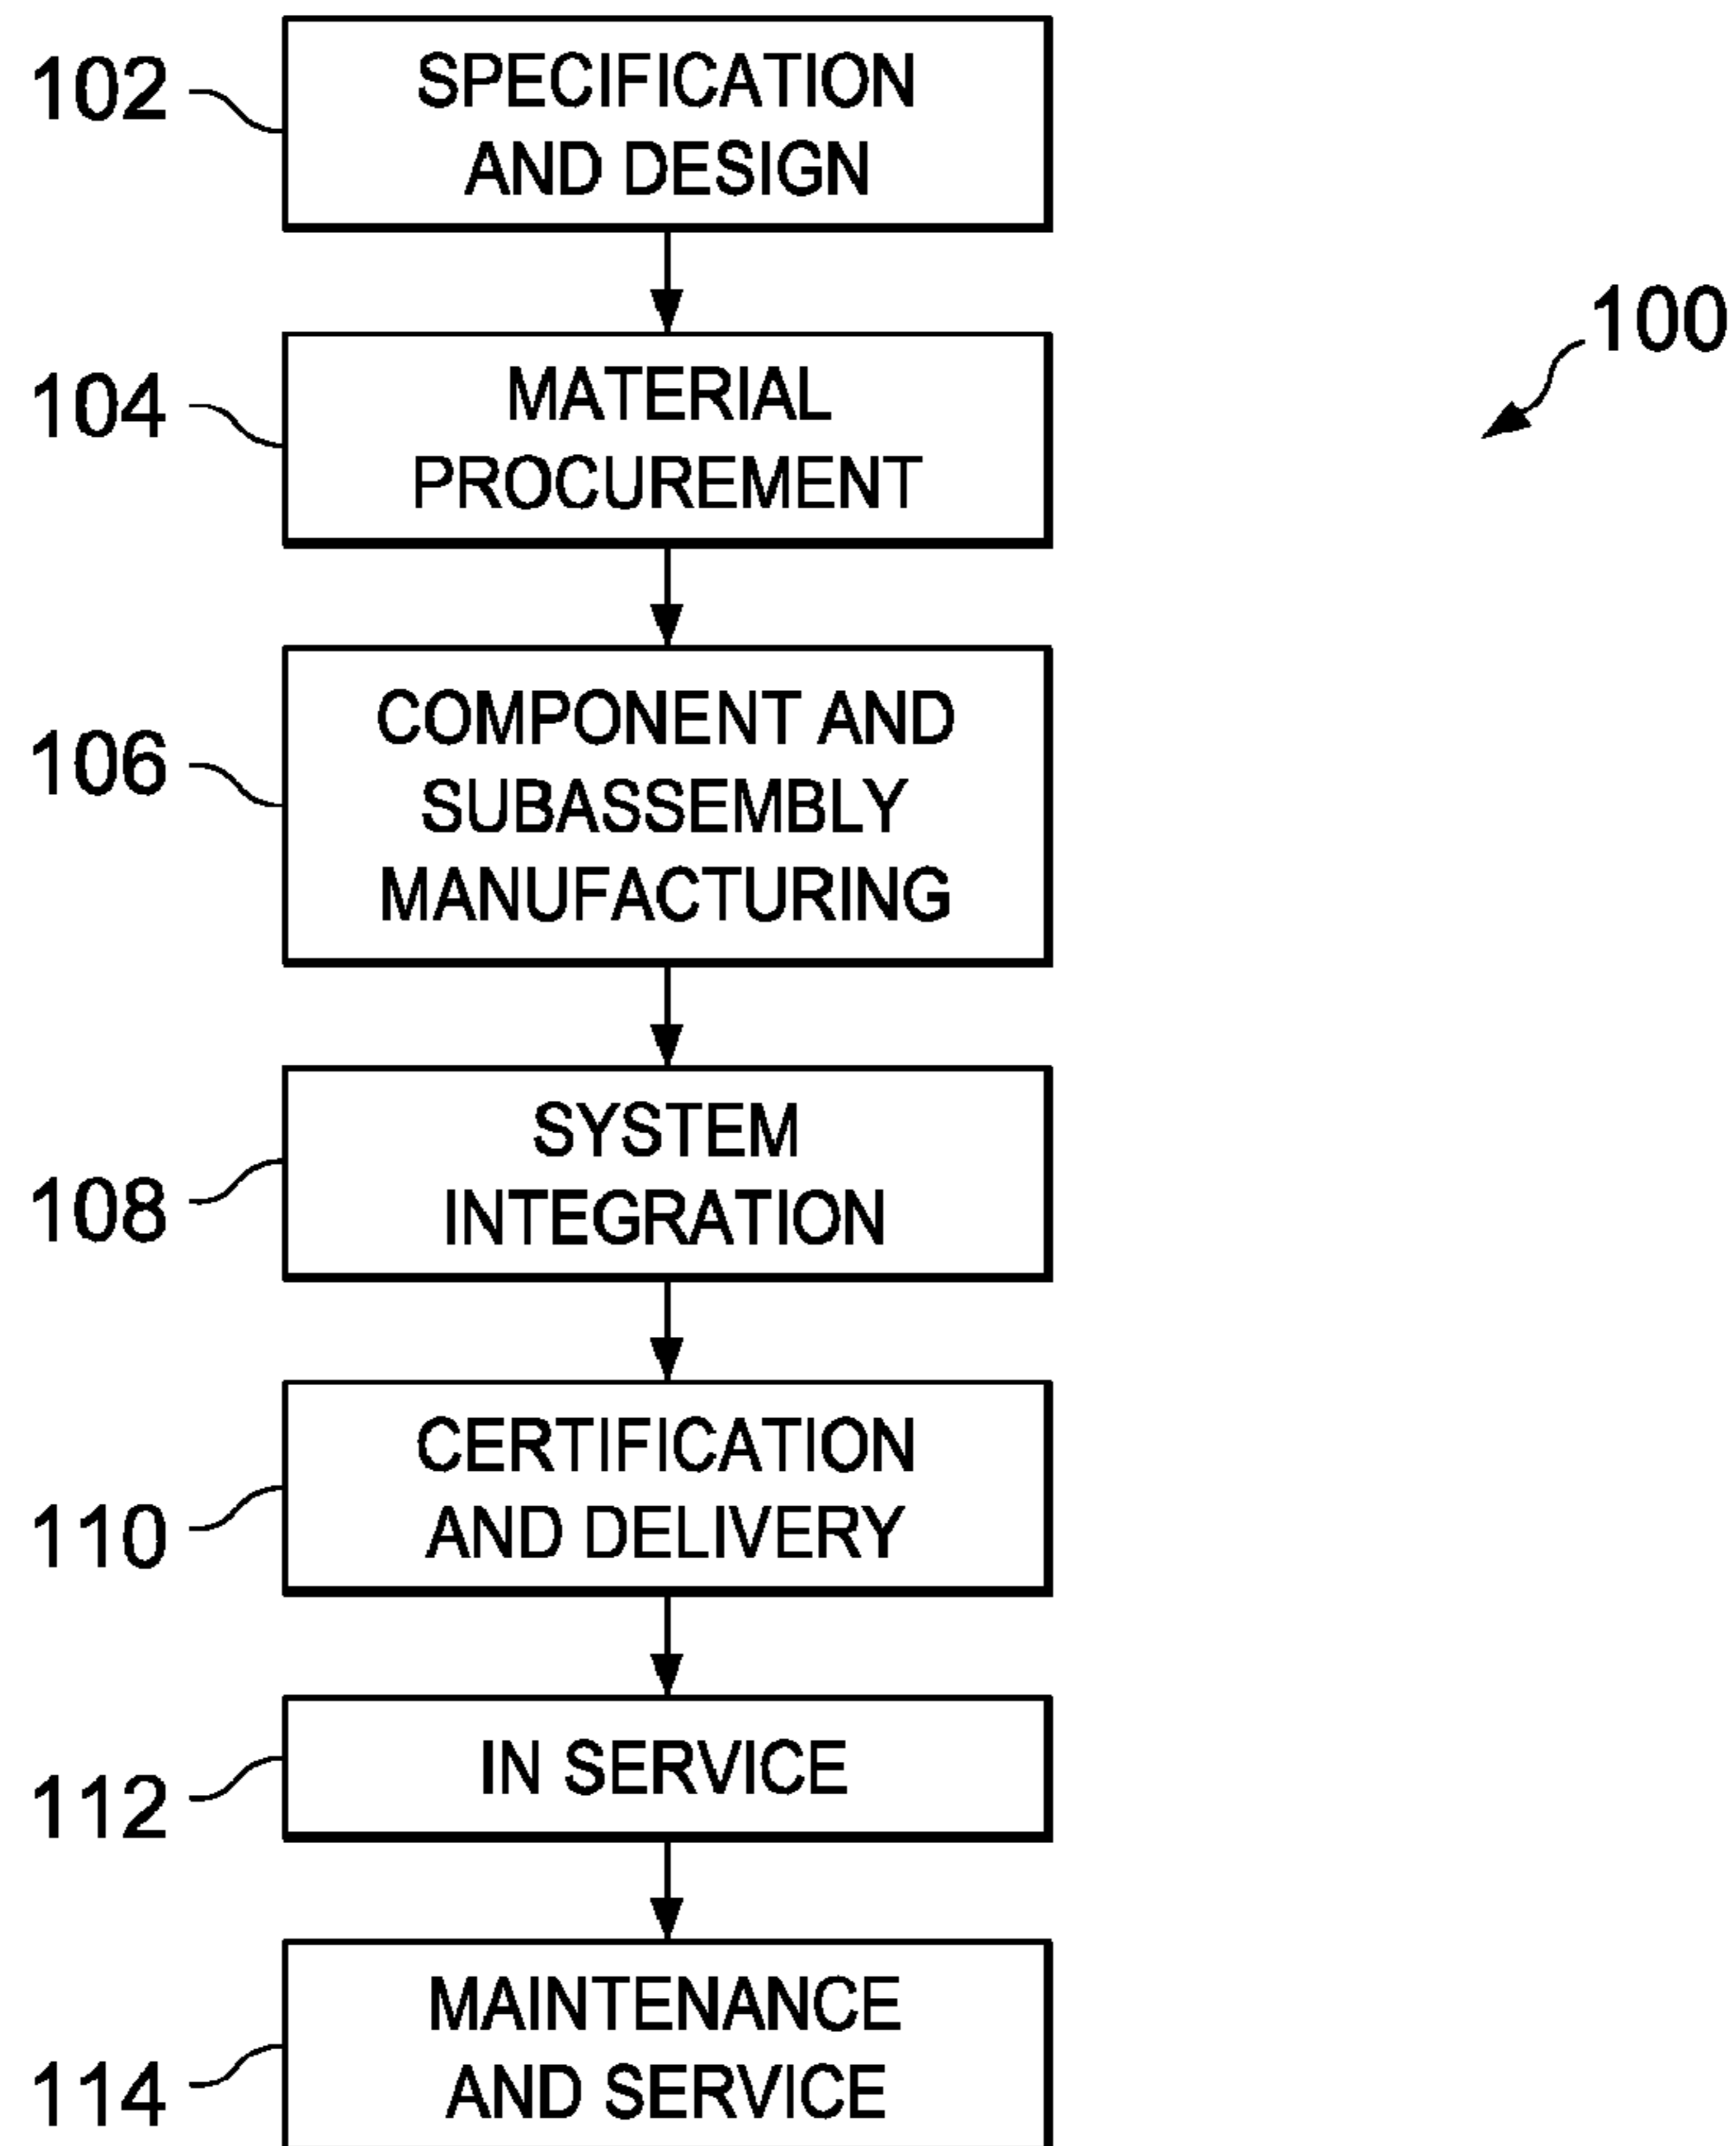 102
SPECIFICATION
AND DESIGN
100
104
MATERIAL
PROCUREMENT
106
COMPONENT AND
SUBASSEMBLY
MANUFACTURING
108
SYSTEM
INTEGRATION
110
CERTIFICATION
AND DELIVERY
112
IN SERVICE
114
MAINTENANCE
AND SERVICE